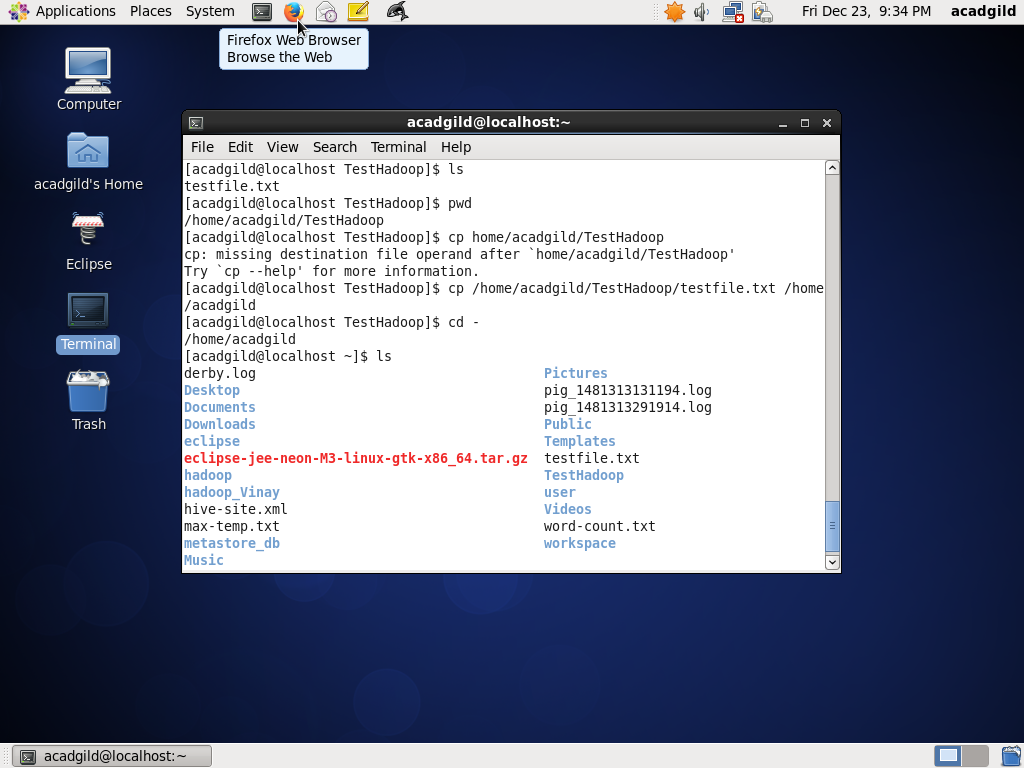 Applications Places System Fri Dec 23, 9:34 PM acadgild
Firefox Web Browser
Browse the Web
Computer
acadgild's Home
Eclipse
Terminal
Trash
acadgild@localhost:~
File Edit View Search Terminal Help
[acadgild@localhost TestHadoop]$ ls
testfile.txt
[acadgild@localhost TestHadoop]$ pwd
/home/acadgild/TestHadoop
[acadgild@localhost TestHadoop]$ cp home/acadgild/TestHadoop
cp: missing destination file operand after `home/acadgild/TestHadoop'
Try `cp --help' for more information.
[acadgild@localhost TestHadoop]$ cp /home/acadgild/TestHadoop/testfile.txt /home
/acadgild
[acadgild@localhost TestHadoop]$ cd -
/home/acadgild
[acadgild@localhost ~]$ ls
derby.log Pictures
Desktop pig_1481313131194.log
Documents pig_1481313291914.log
Downloads Public
eclipse Templates
eclipse-jee-neon-M3-linux-gtk-x86_64.tar.gz testfile.txt
hadoop TestHadoop
hadoop_Vinay user
hive-site.xml Videos
max-temp.txt word-count.txt
metastore_db workspace
Music
acadgild@localhost:~